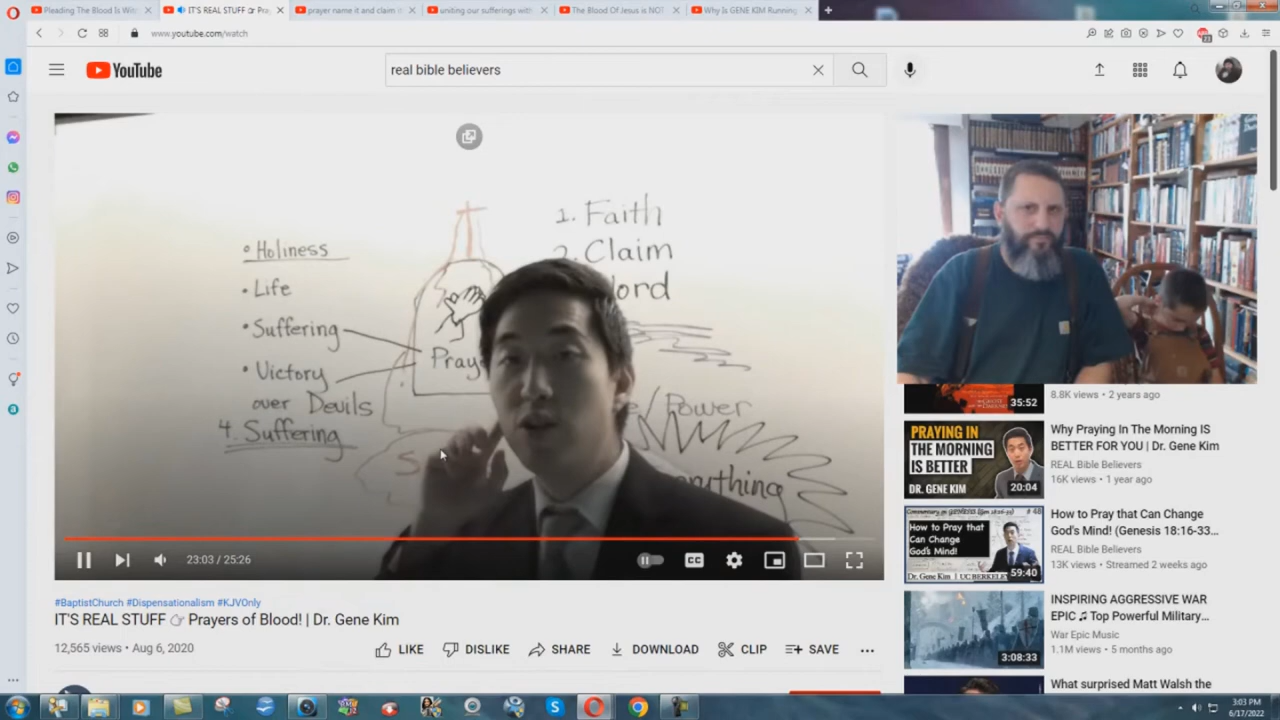 Pleading The Blood Is Wit
IT'S REAL STUFF 👉 Pra
prayer name it and claim it
uniting our sufferings with
The Blood Of Jesus is NO
Why Is GENE KIM Running
www.youtube.com/watch
YouTube
real bible believers
• Holiness
• Life
• Suffering
• Victory
over Devils
4. Suffering
1. Faith
2. Claim
Power
#BaptistChurch #Dispensationalism #KJVOnly
IT'S REAL STUFF 👉 Prayers of Blood! | Dr. Gene Kim
12,565 views • Aug 6, 2020
LIKE
DISLIKE
SHARE
DOWNLOAD
CLIP
SAVE
23:03 / 25:26
35:52
8.8K views • 2 years ago
PRAYING IN
THE MORNING
IS BETTER
DR. GENE KIM
20:04
Why Praying In The Morning IS
BETTER FOR YOU | Dr. Gene Kim
REAL Bible Believers
16K views • 1 year ago
How to Pray that
Can Change
God's Mind!
Dr. Gene Kim | UC BERKELEY
59:40
How to Pray that Can Change
God's Mind! (Genesis 18:16-33...
REAL Bible Believers
13K views • Streamed 2 weeks ago
3:08:33
INSPIRING AGGRESSIVE WAR
EPIC ♫ Top Powerful Military...
War Epic Music
1.1M views • 5 months ago
What surprised Matt Walsh the
3:03 PM
6/17/2022